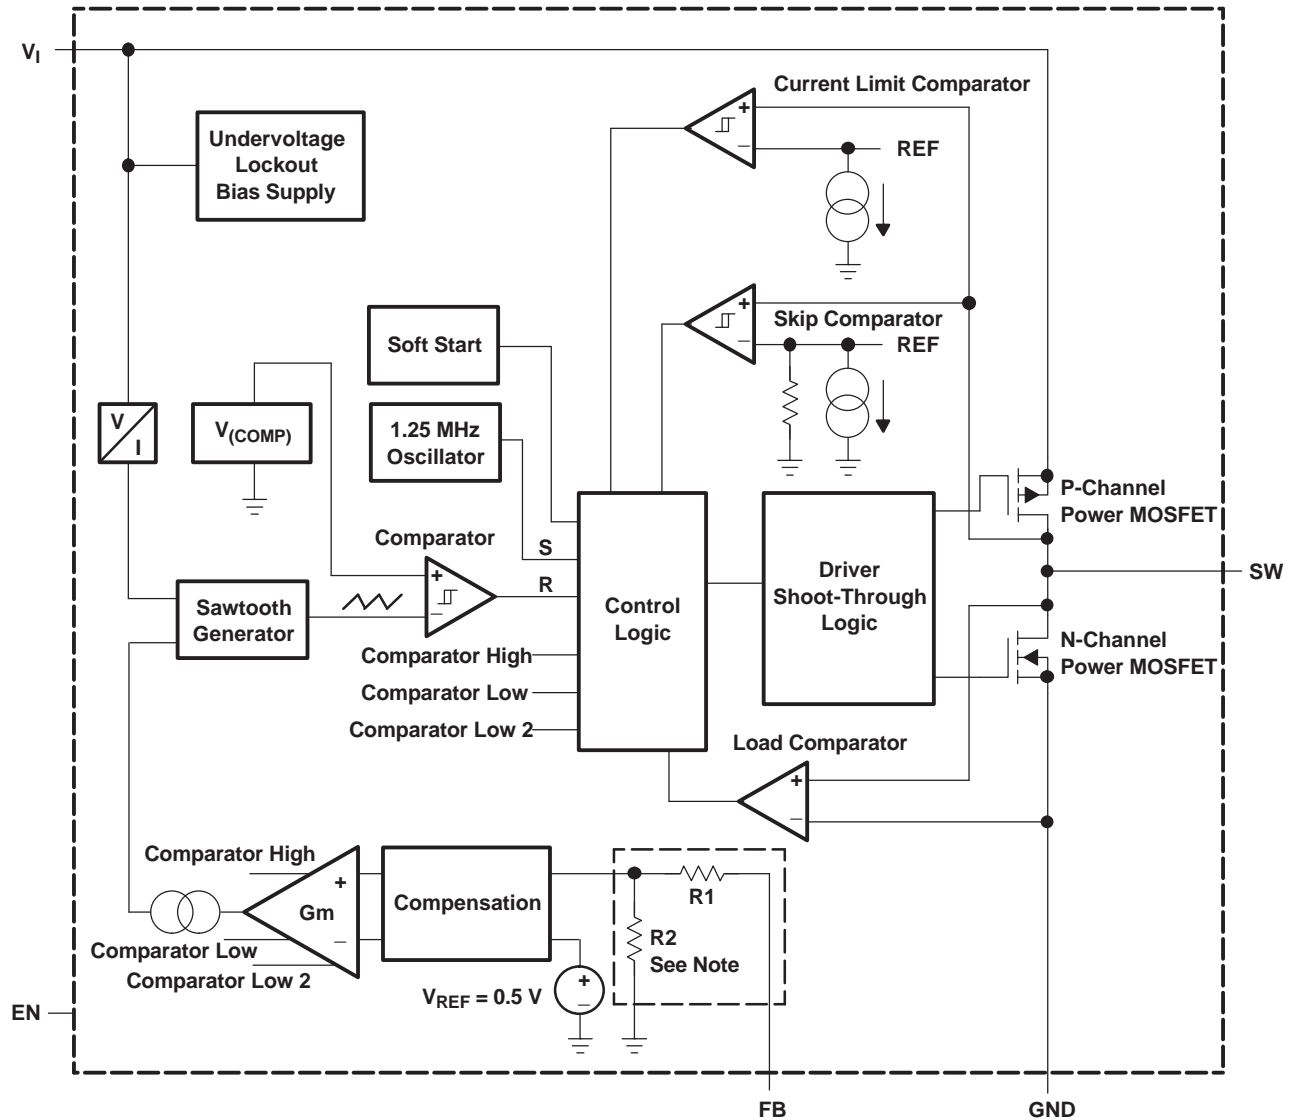 V_I
Current Limit Comparator
+
–
REF
Undervoltage
Lockout
Bias Supply
Soft Start
+
–
Skip Comparator
REF
V
I
V(COMP)
1.25 MHz
Oscillator
P-Channel
Power MOSFET
Comparator
+
–
S
R
SW
Sawtooth
Generator
Control
Logic
Driver
Shoot-Through
Logic
N-Channel
Power MOSFET
Comparator High
Comparator Low
Comparator Low 2
Load Comparator
+
–
Comparator High
+
Gm
–
Compensation
R1
R2
See Note
Comparator Low
Comparator Low 2
V_REF = 0.5 V
+
–
EN
FB
GND